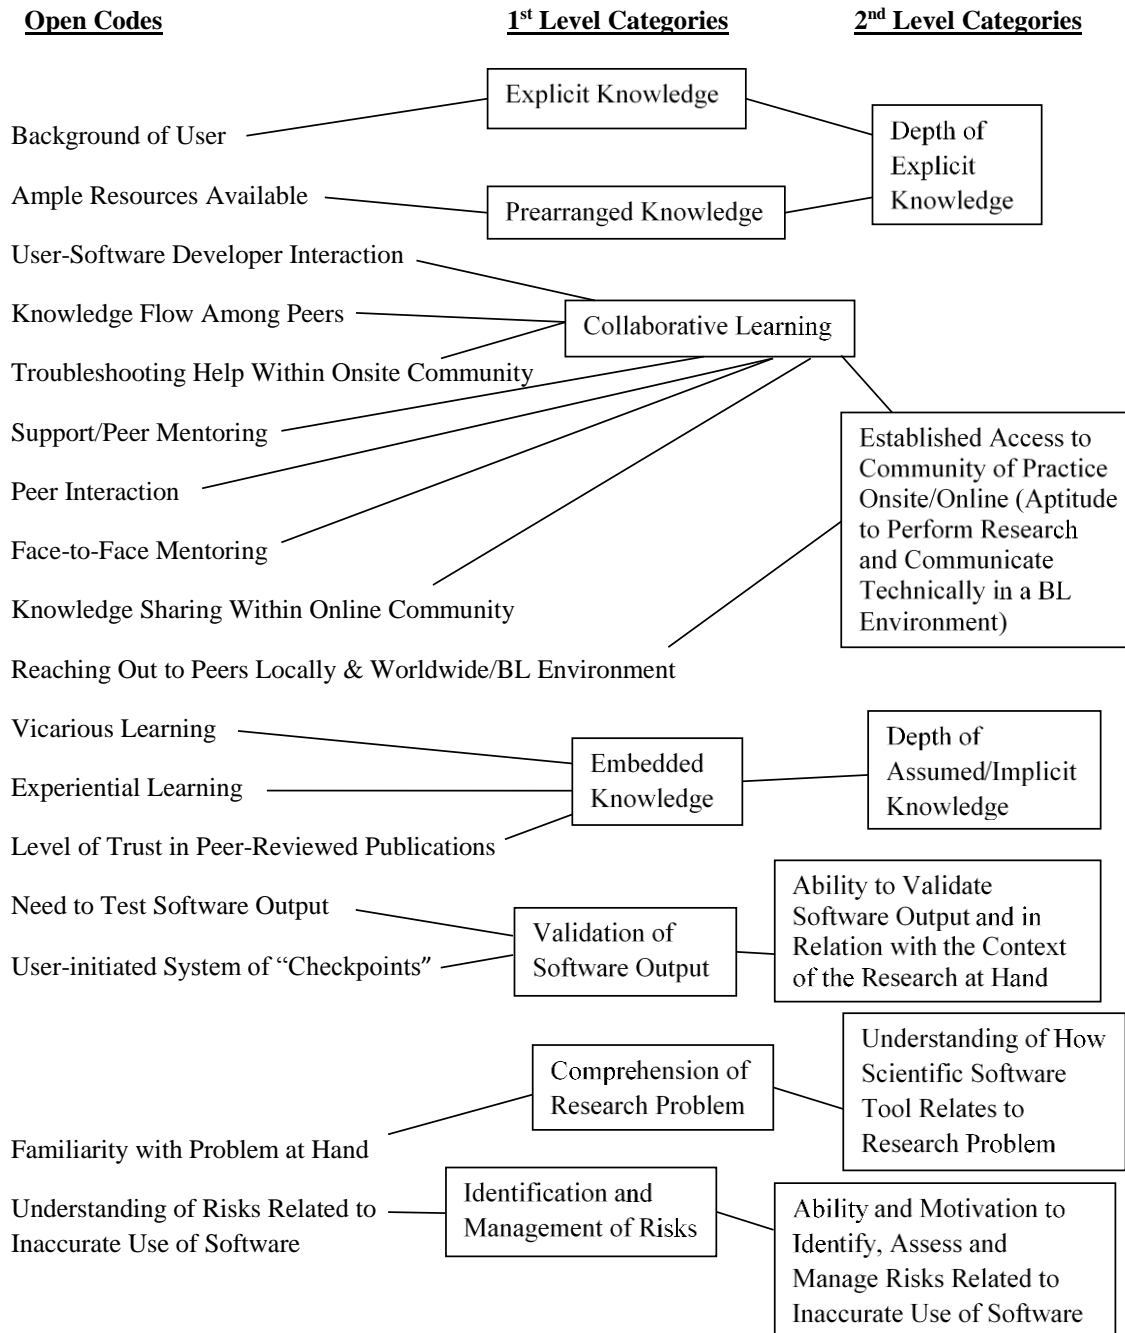 Open Codes
1st Level Categories
2nd Level Categories
Explicit Knowledge
Background of User
Depth of
Explicit
Knowledge
Ample Resources Available
Prearranged Knowledge
User-Software Developer Interaction
Knowledge Flow Among Peers
Collaborative Learning
Troubleshooting Help Within Onsite Community
Support/Peer Mentoring
Peer Interaction
Face-to-Face Mentoring
Knowledge Sharing Within Online Community
Established Access to
Community of Practice
Onsite/Online (Aptitude
to Perform Research
and Communicate
Technically in a BL
Environment)
Reaching Out to Peers Locally & Worldwide/BL Environment
Vicarious Learning
Experiential Learning
Level of Trust in Peer-Reviewed Publications
Embedded
Knowledge
Depth of
Assumed/Implicit
Knowledge
Need to Test Software Output
User-initiated System of “Checkpoints”
Validation of
Software Output
Ability to Validate
Software Output and in
Relation with the Context
of the Research at Hand
Familiarity with Problem at Hand
Comprehension of
Research Problem
Understanding of How
Scientific Software
Tool Relates to
Research Problem
Understanding of Risks Related to
Inaccurate Use of Software
Identification and
Management of Risks
Ability and Motivation to
Identify, Assess and
Manage Risks Related to
Inaccurate Use of Software